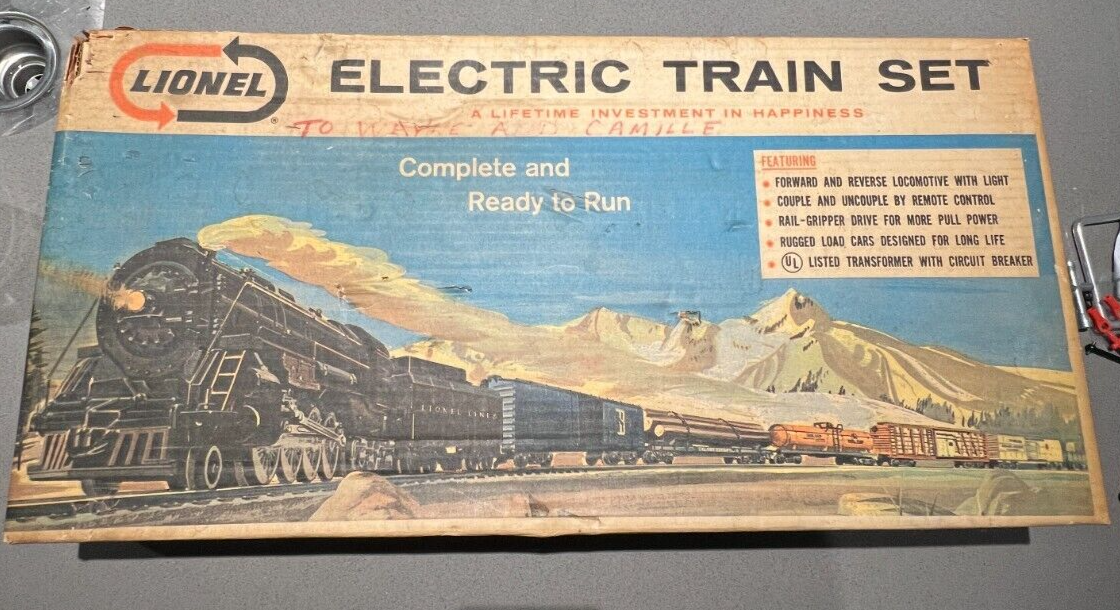 LIONEL ®
ELECTRIC TRAIN SET
A LIFETIME INVESTMENT IN HAPPINESS
TO WAYNE AND CAMILLE
Complete and
Ready to Run
FEATURING
• FORWARD AND REVERSE LOCOMOTIVE WITH LIGHT
• COUPLE AND UNCOUPLE BY REMOTE CONTROL
• RAIL-GRIPPER DRIVE FOR MORE PULL POWER
• RUGGED LOAD CARS DESIGNED FOR LONG LIFE
• UL LISTED TRANSFORMER WITH CIRCUIT BREAKER
LIONEL LINES